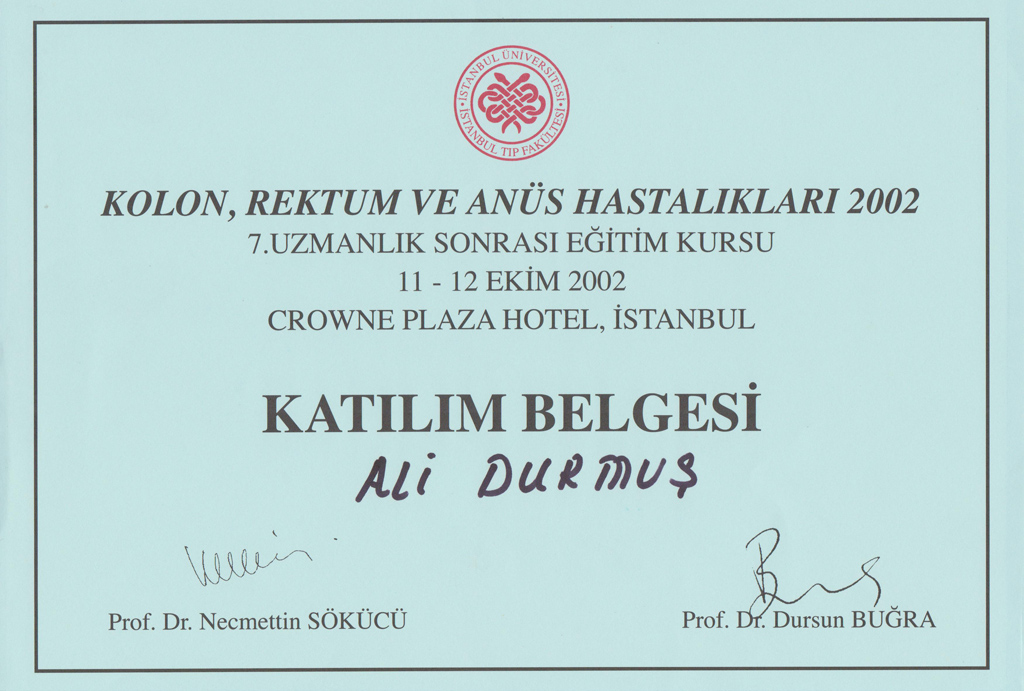 İSTANBUL ÜNİVERSİTESİ
İSTANBUL TIP FAKÜLTESİ
KOLON, REKTUM VE ANÜS HASTALIKLARI 2002
7.UZMANLIK SONRASI EĞİTİM KURSU
11 - 12 EKİM 2002
CROWNE PLAZA HOTEL, İSTANBUL
KATILIM BELGESİ
ALi DURMUŞ
Prof. Dr. Necmettin SÖKÜCÜ
Prof. Dr. Dursun BUĞRA